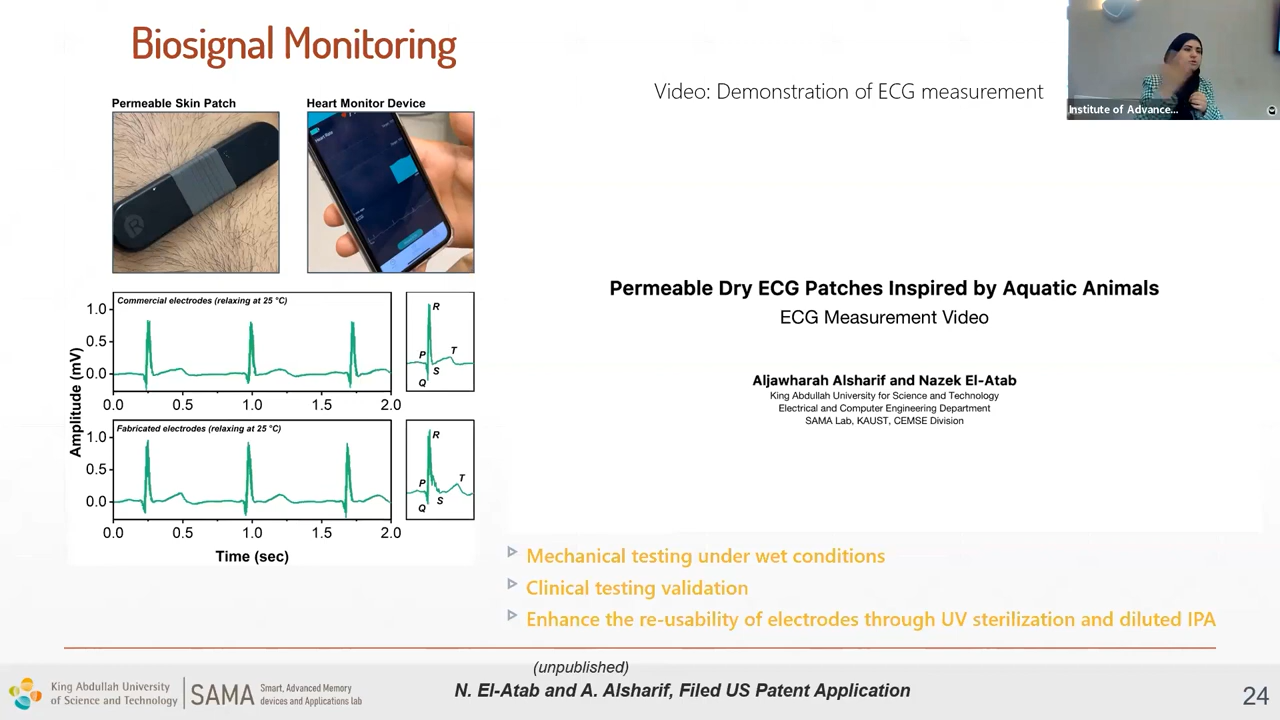 Biosignal Monitoring
Permeable Skin Patch
Heart Monitor Device
Commercial electrodes (relaxing at 25 °C)
1.0
0.5
0.0
0.0 0.5 1.0 1.5 2.0
R
P
T
S
Q
Amplitude (mV)
Fabricated electrodes (relaxing at 25 °C)
1.0
0.5
0.0
0.0 0.5 1.0 1.5 2.0
R
P
T
S
Q
Time (sec)
Video: Demonstration of ECG measurement
Institute of Advance...
Permeable Dry ECG Patches Inspired by Aquatic Animals
ECG Measurement Video
Aljawharah Alsharif and Nazek El-Atab
King Abdullah University for Science and Technology
Electrical and Computer Engineering Department
SAMA Lab, KAUST, CEMSE Division
Mechanical testing under wet conditions
Clinical testing validation
Enhance the re-usability of electrodes through UV sterilization and diluted IPA
(unpublished)
N. El-Atab and A. Alsharif, Filed US Patent Application
King Abdullah University
of Science and Technology
SAMA
Smart, Advanced Memory
devices and Applications lab
24